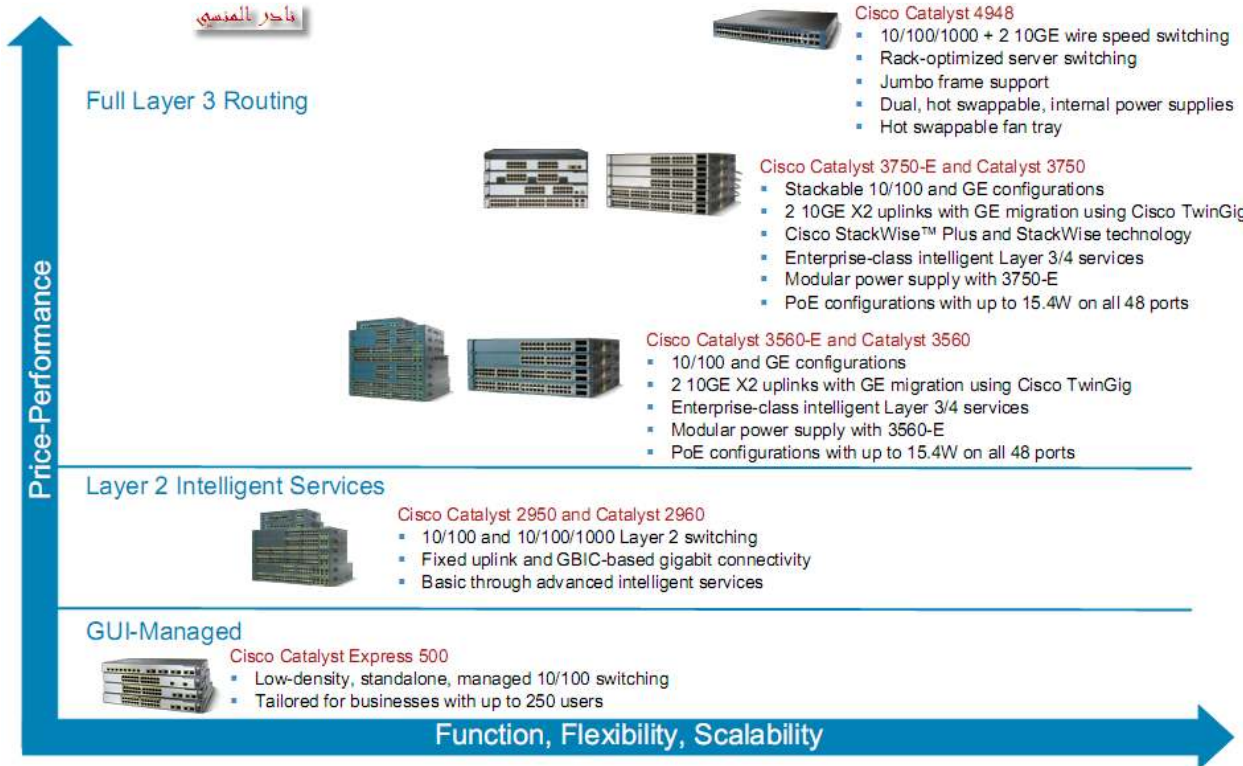 نادر المنسي
Cisco Catalyst 4948
▪ 10/100/1000 + 2 10GE wire speed switching
▪ Rack-optimized server switching
▪ Jumbo frame support
▪ Dual, hot swappable, internal power supplies
▪ Hot swappable fan tray
Full Layer 3 Routing
Cisco Catalyst 3750-E and Catalyst 3750
▪ Stackable 10/100 and GE configurations
▪ 2 10GE X2 uplinks with GE migration using Cisco TwinGig
▪ Cisco StackWise™ Plus and StackWise technology
▪ Enterprise-class intelligent Layer 3/4 services
▪ Modular power supply with 3750-E
▪ PoE configurations with up to 15.4W on all 48 ports
Cisco Catalyst 3560-E and Catalyst 3560
▪ 10/100 and GE configurations
▪ 2 10GE X2 uplinks with GE migration using Cisco TwinGig
▪ Enterprise-class intelligent Layer 3/4 services
▪ Modular power supply with 3560-E
▪ PoE configurations with up to 15.4W on all 48 ports
Price-Perfomance
Layer 2 Intelligent Services
Cisco Catalyst 2950 and Catalyst 2960
▪ 10/100 and 10/100/1000 Layer 2 switching
▪ Fixed uplink and GBIC-based gigabit connectivity
▪ Basic through advanced intelligent services
GUI-Managed
Cisco Catalyst Express 500
▪ Low-density, standalone, managed 10/100 switching
▪ Tailored for businesses with up to 250 users
Function, Flexibility, Scalability